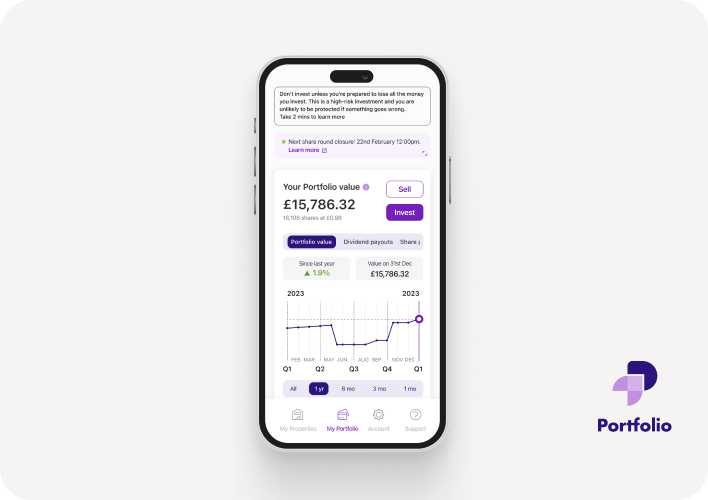 Don't invest unless you're prepared to lose all the money
you invest. This is a high-risk investment and you are
unlikely to be protected if something goes wrong.
Take 2 mins to learn more
Next share round closure: 22nd February 12:00pm.
Learn more
Your Portfolio value
Sell
£15,786.32
16,108 shares at £0.98
Invest
Portfolio value Dividend payouts Share p
Since last year
1.9%
Value on 31st Dec
£15,786.32
2023 2023
FEB MAR MAY JUN AUG SEP NOV DEC
Q1 Q2 Q3 Q4 Q1
All 1 yr 6 mo 3 mo 1 mo
My Properties My Portfolio Account Support
Portfolio